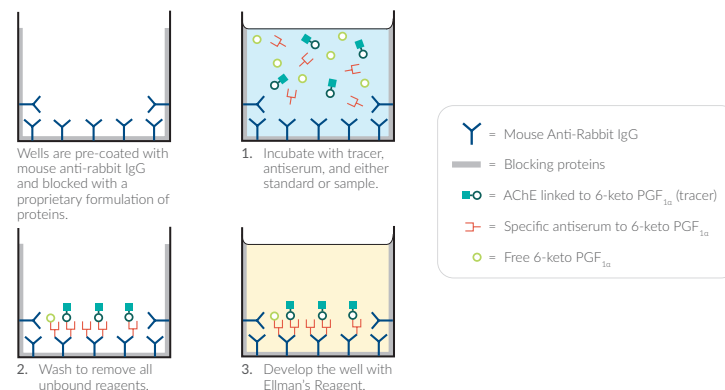 Wells are pre-coated with
mouse anti-rabbit IgG
and blocked with a
proprietary formulation of
proteins.
1. Incubate with tracer,
antiserum, and either
standard or sample.
2. Wash to remove all
unbound reagents.
3. Develop the well with
Ellman's Reagent.
= Mouse Anti-Rabbit IgG
= Blocking proteins
= AChE linked to 6-keto PGF1α (tracer)
= Specific antiserum to 6-keto PGF1α
= Free 6-keto PGF1α